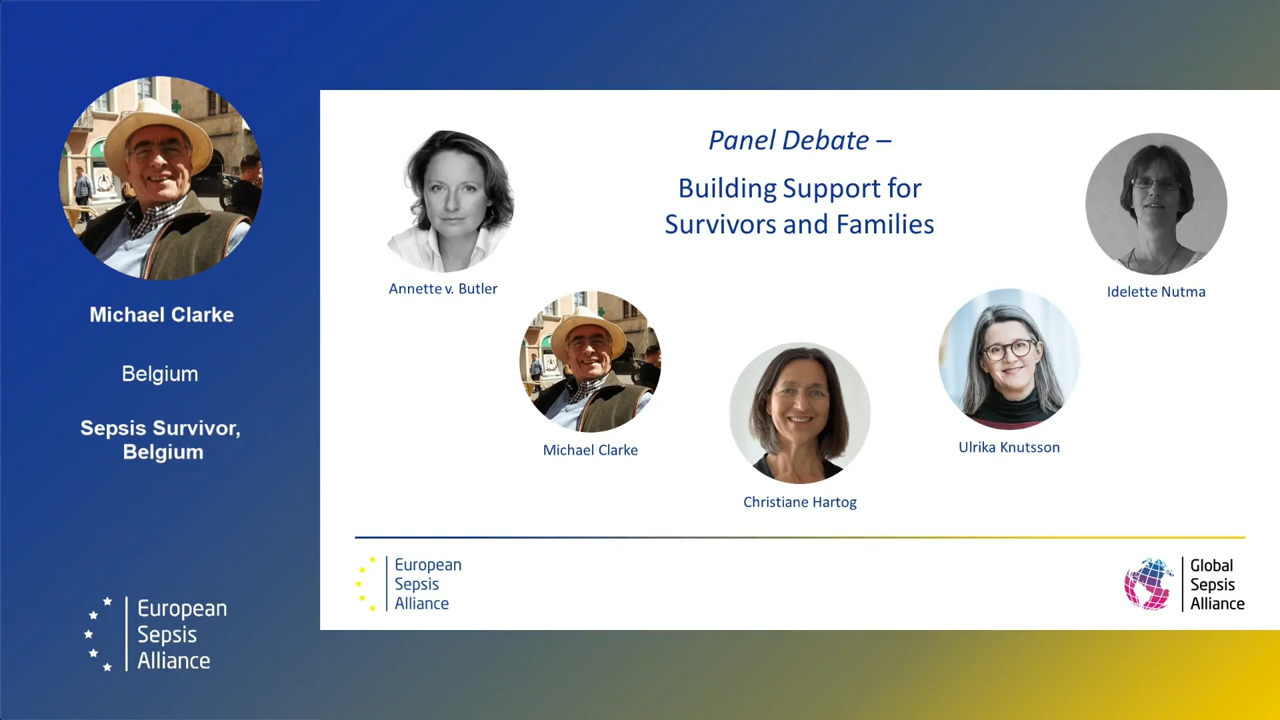 Michael Clarke
Belgium
Sepsis Survivor,
Belgium
European
Sepsis
Alliance
Panel Debate –
Building Support for
Survivors and Families
Annette v. Butler
Michael Clarke
Christiane Hartog
Ulrika Knutsson
Idelette Nutma
European
Sepsis
Alliance
Global
Sepsis
Alliance